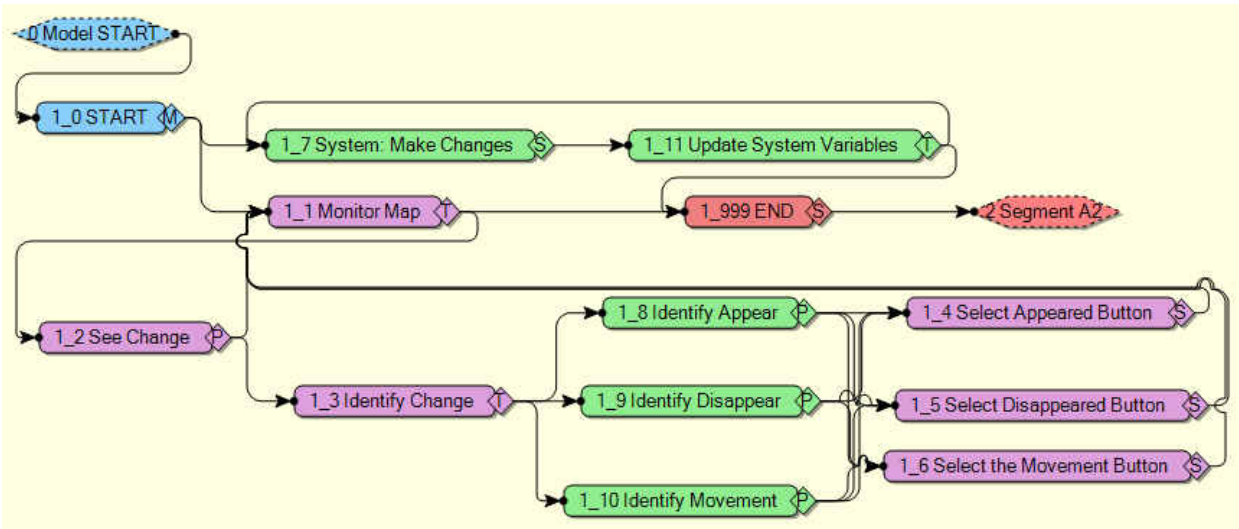 0 Model START
1_0 START M
1_7 System: Make Changes S
1_11 Update System Variables T
1_1 Monitor Map T
1_999 END S
2 Segment A2
1_8 Identify Appear P
1_4 Select Appeared Button S
1_2 See Change P
1_3 Identify Change T
1_9 Identify Disappear P
1_5 Select Disappeared Button S
1_6 Select the Movement Button S
1_10 Identify Movement P